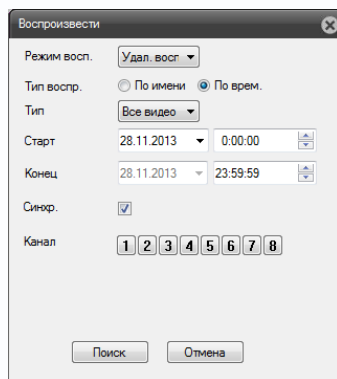 Воспроизвести
Режим восп. Удал. восп
Тип воспр. По имени По врем.
Тип Все видео
Старт 28.11.2013 0:00:00
Конец 28.11.2013 23:59:59
Синхр.
Канал 1 2 3 4 5 6 7 8
Поиск Отмена